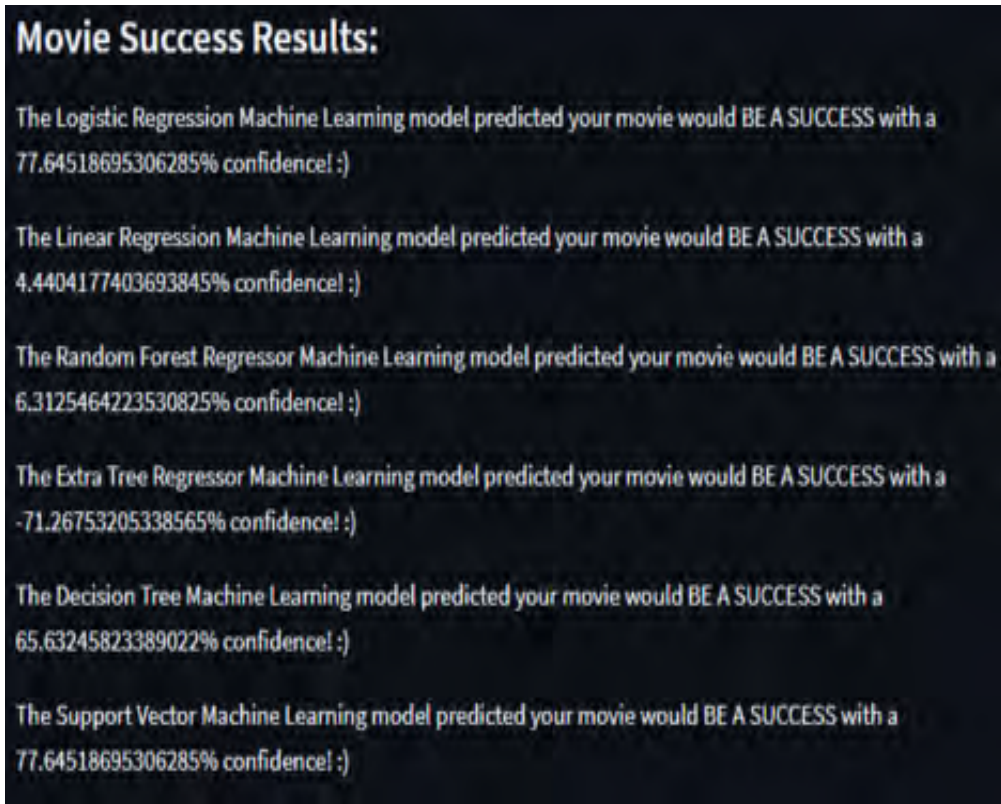 Movie Success Results:
The Logistic Regression Machine Learning model predicted your movie would BE A SUCCESS with a
77.64518695306285% confidence! :)
The Linear Regression Machine Learning model predicted your movie would BE A SUCCESS with a
4.4404177403693845% confidence! :)
The Random Forest Regressor Machine Learning model predicted your movie would BE A SUCCESS with a
6.3125464223530825% confidence! :)
The Extra Tree Regressor Machine Learning model predicted your movie would BE A SUCCESS with a
-71.26753205338565% confidence! :)
The Decision Tree Machine Learning model predicted your movie would BE A SUCCESS with a
65.63245823389022% confidence! :)
The Support Vector Machine Learning model predicted your movie would BE A SUCCESS with a
77.64518695306285% confidence! :)